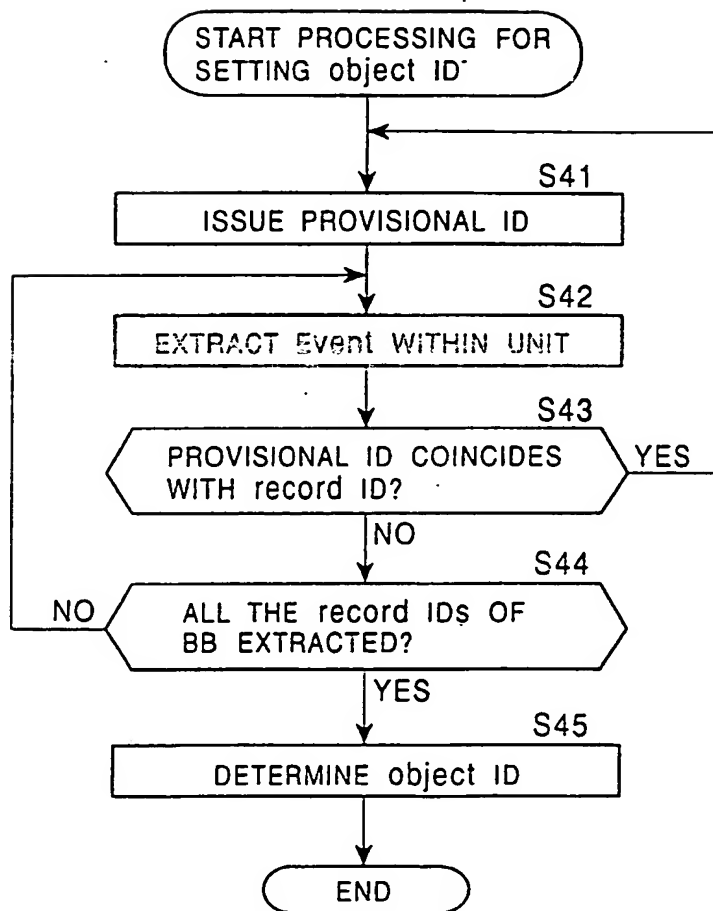 START PROCESSING FOR
SETTING object ID
S41
ISSUE PROVISIONAL ID
S42
EXTRACT Event WITHIN UNIT
S43
PROVISIONAL ID COINCIDES
WITH record ID?
YES
NO
S44
NO
ALL THE record IDs OF
BB EXTRACTED?
YES
S45
DETERMINE object ID
END